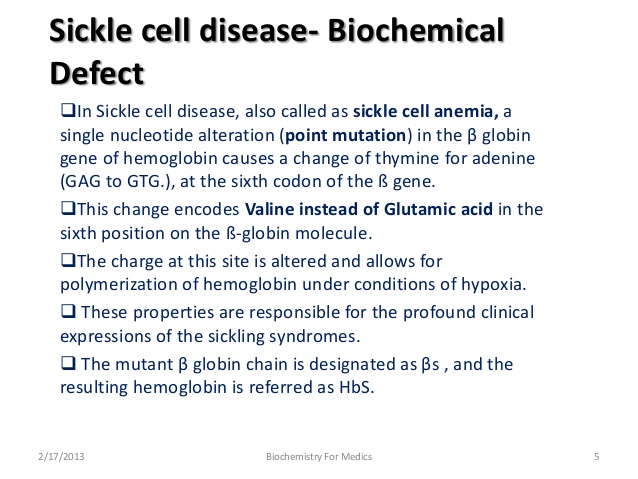 Sickle cell disease- Biochemical
Defect
❑In Sickle cell disease, also called as sickle cell anemia, a
single nucleotide alteration (point mutation) in the β globin
gene of hemoglobin causes a change of thymine for adenine
(GAG to GTG.), at the sixth codon of the ß gene.
❑This change encodes Valine instead of Glutamic acid in the
sixth position on the ß-globin molecule.
❑The charge at this site is altered and allows for
polymerization of hemoglobin under conditions of hypoxia.
❑ These properties are responsible for the profound clinical
expressions of the sickling syndromes.
❑ The mutant β globin chain is designated as βs , and the
resulting hemoglobin is referred as HbS.
2/17/2013 Biochemistry For Medics 5